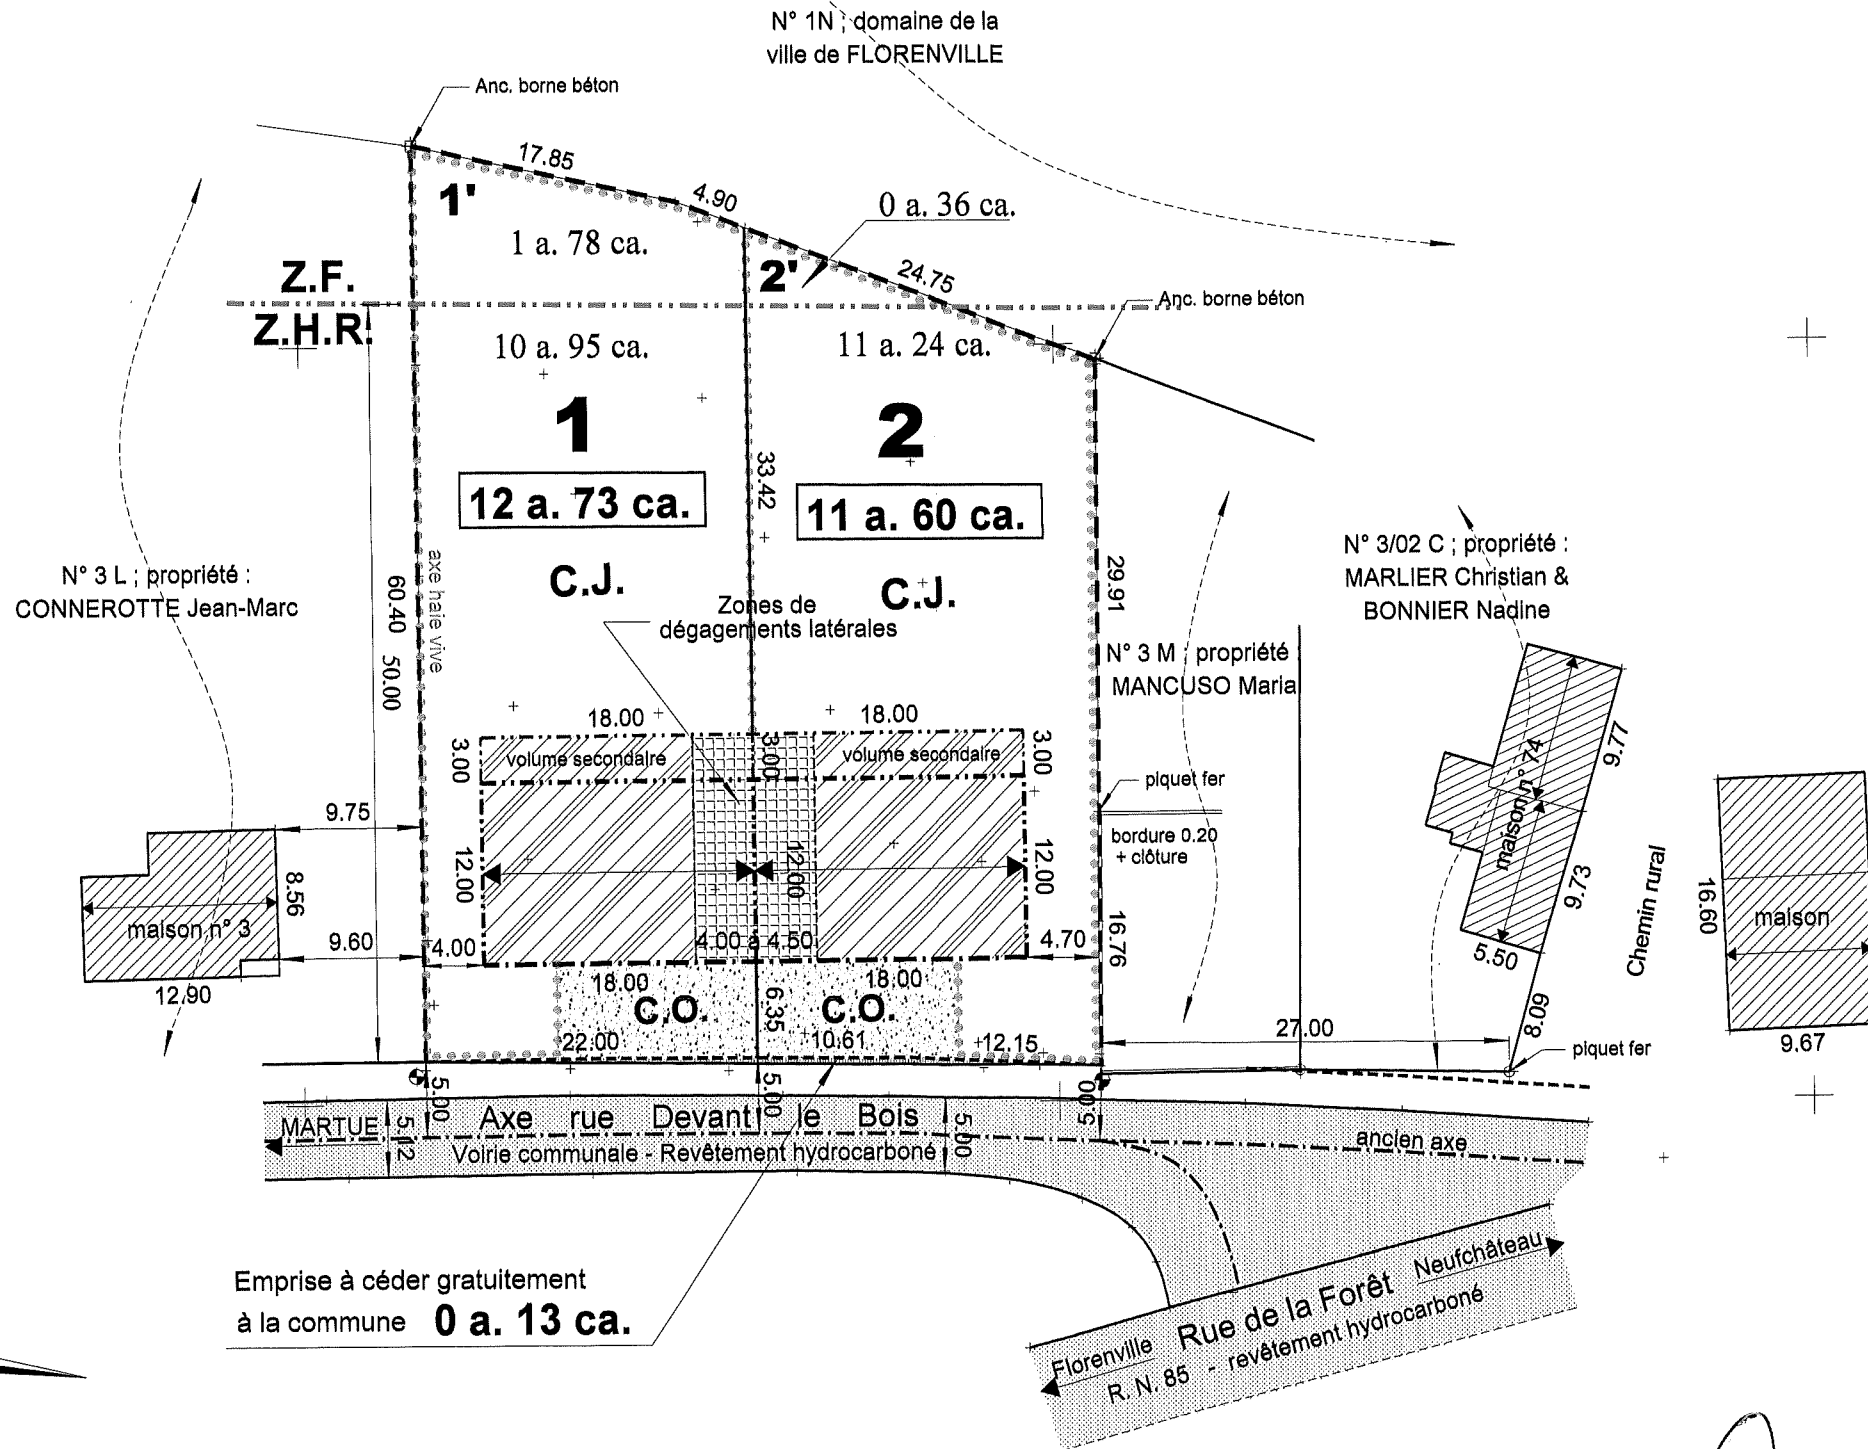 N° 1N ; domaine de la
ville de FLORENVILLE
Anc. borne béton
17.85
4.90
1'
0 a. 36 ca.
1 a. 78 ca.
2'
24.75
Z.F.
Anc. borne béton
Z.H.R.
10 a. 95 ca.
11 a. 24 ca.
1
2
33.42
12 a. 73 ca.
11 a. 60 ca.
axe haie vive
60.40
50.00
29.91
N° 3 L ; propriété :
CONNEROTTE Jean-Marc
C.J.
C.J.
Zones de
dégagements latérales
N° 3/02 C ; propriété :
MARLIER Christian &
BONNIER Nadine
N° 3 M ; propriété
MANCUSO Maria
18.00
18.00
3.00
volume secondaire
3.00
volume secondaire
3.00
piquet fer
bordure 0.20
+ clôture
maison n° 74
9.77
9.73
5.50
8.09
Chemin rural
16.60
maison
9.67
9.75
8.56
maison n° 3
9.60
12.90
12.00
12.00
12.00
4.00
4.00 à 4.50
4.70
16.76
18.00
18.00
C.O.
6.35
C.O.
22.00
10.61
12.15
27.00
piquet fer
5.00
5.00
5.00
MARTUE
5.12
Axe rue Devant le Bois
5.00
Voirie communale - Revêtement hydrocarboné
ancien axe
Emprise à céder gratuitement
à la commune 0 a. 13 ca.
Florenville Rue de la Forêt Neufchâteau
R. N. 85 - revêtement hydrocarboné